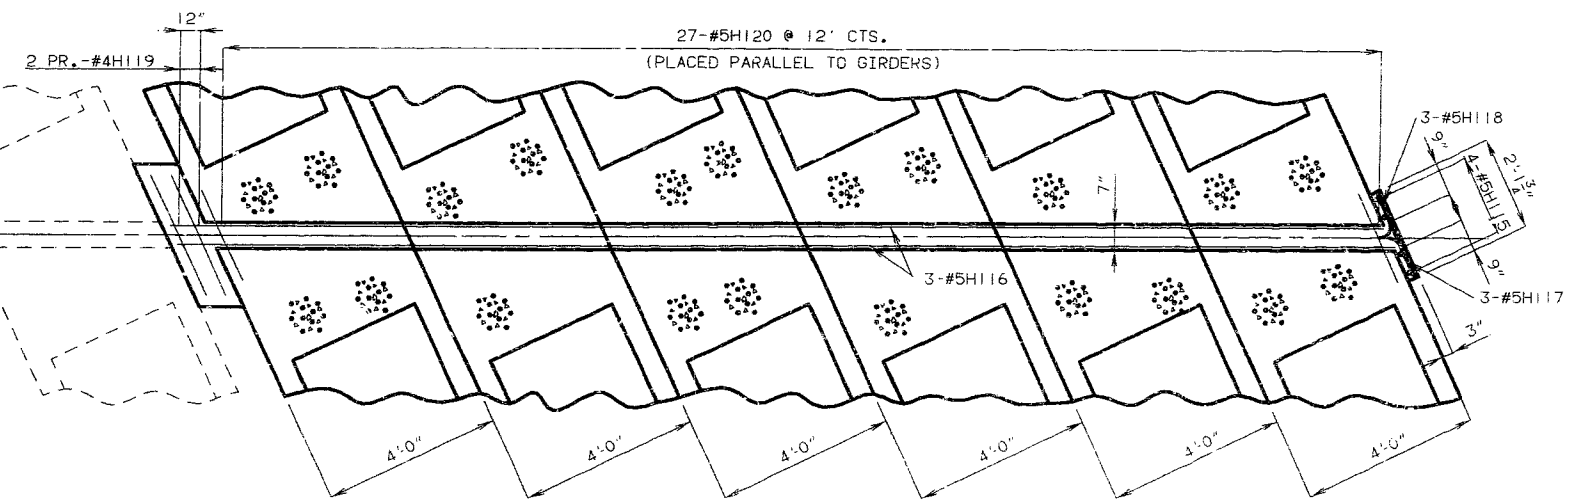 12"
27-#5H120 @ 12' CTS.
2 PR.-#4H119
(PLACED PARALLEL TO GIRDERS)
3-#5H118
9"
4-#5H115
2'-1 3/4"
7"
3-#5H116
9"
3-#5H117
3"
4'-0"
4'-0"
4'-0"
4'-0"
4'-0"
4'-0"